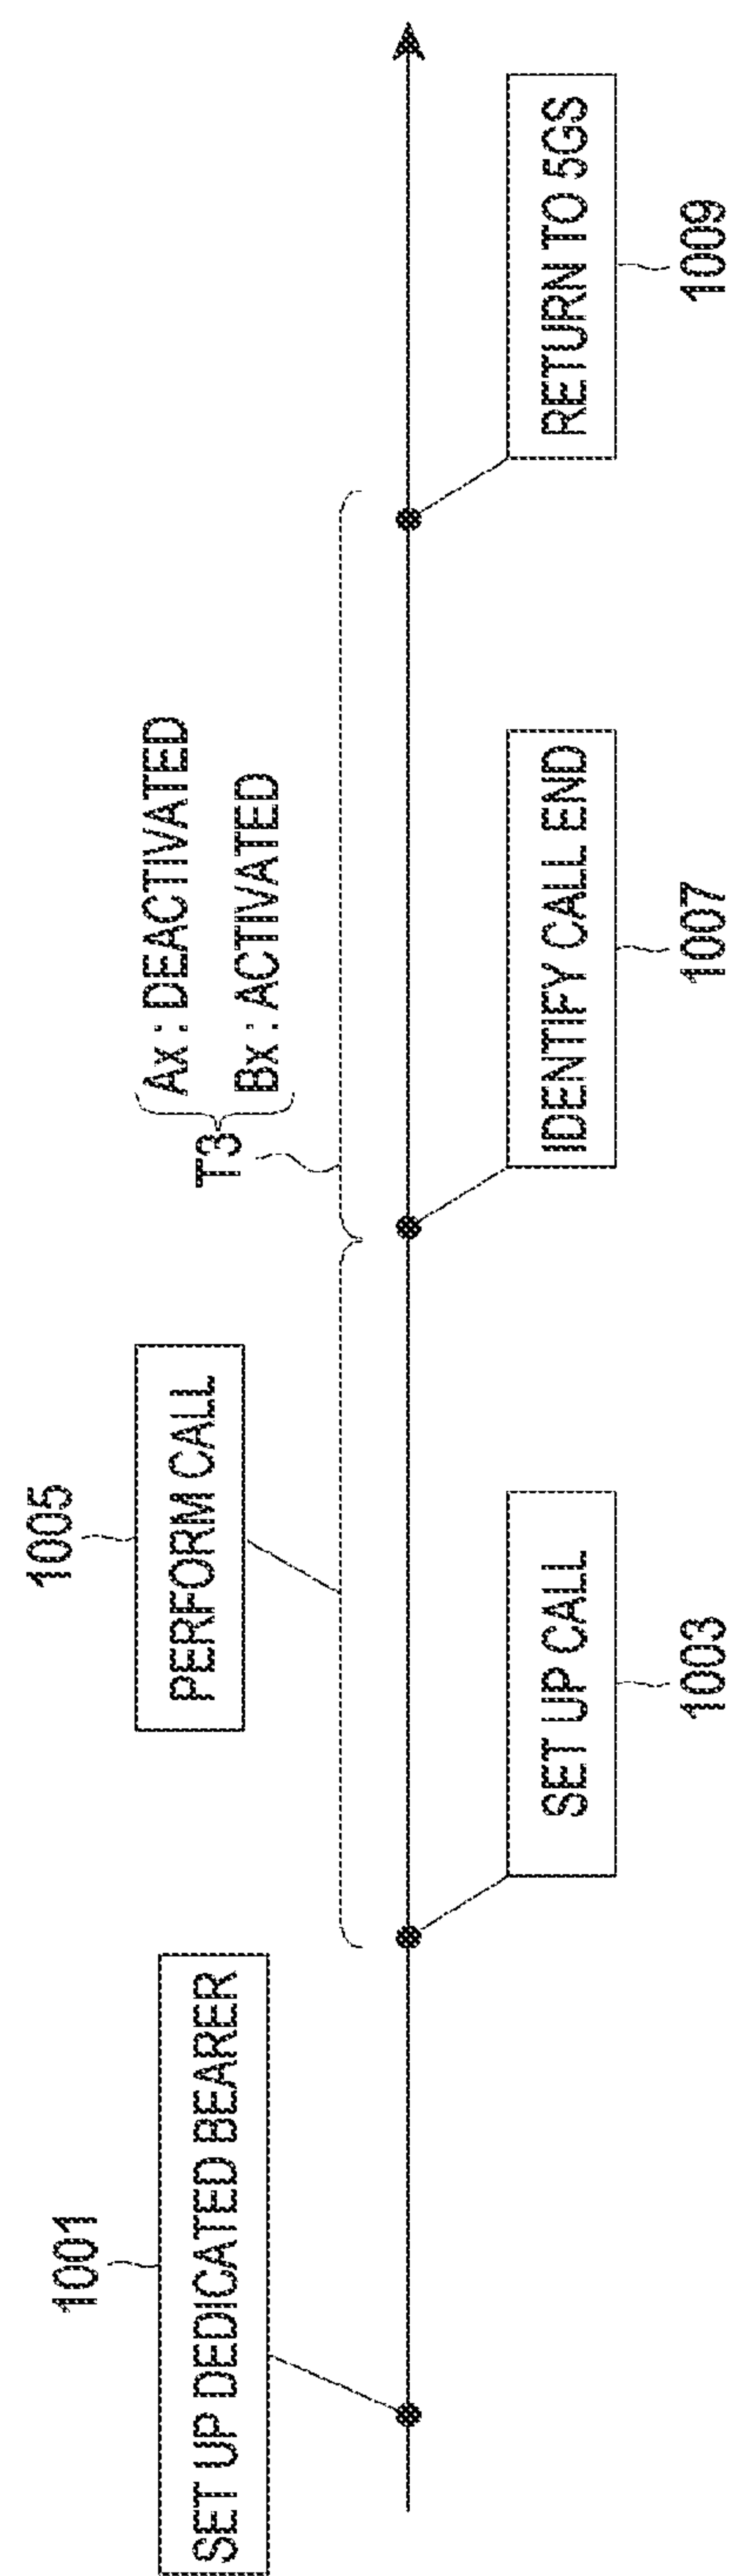 1001
SET UP DEDICATED BEARER
1005
PERFORM CALL
T3
Ax : DEACTIVATED
Bx : ACTIVATED
SET UP CALL
1003
IDENTIFY CALL END
1007
RETURN TO 5GS
1009